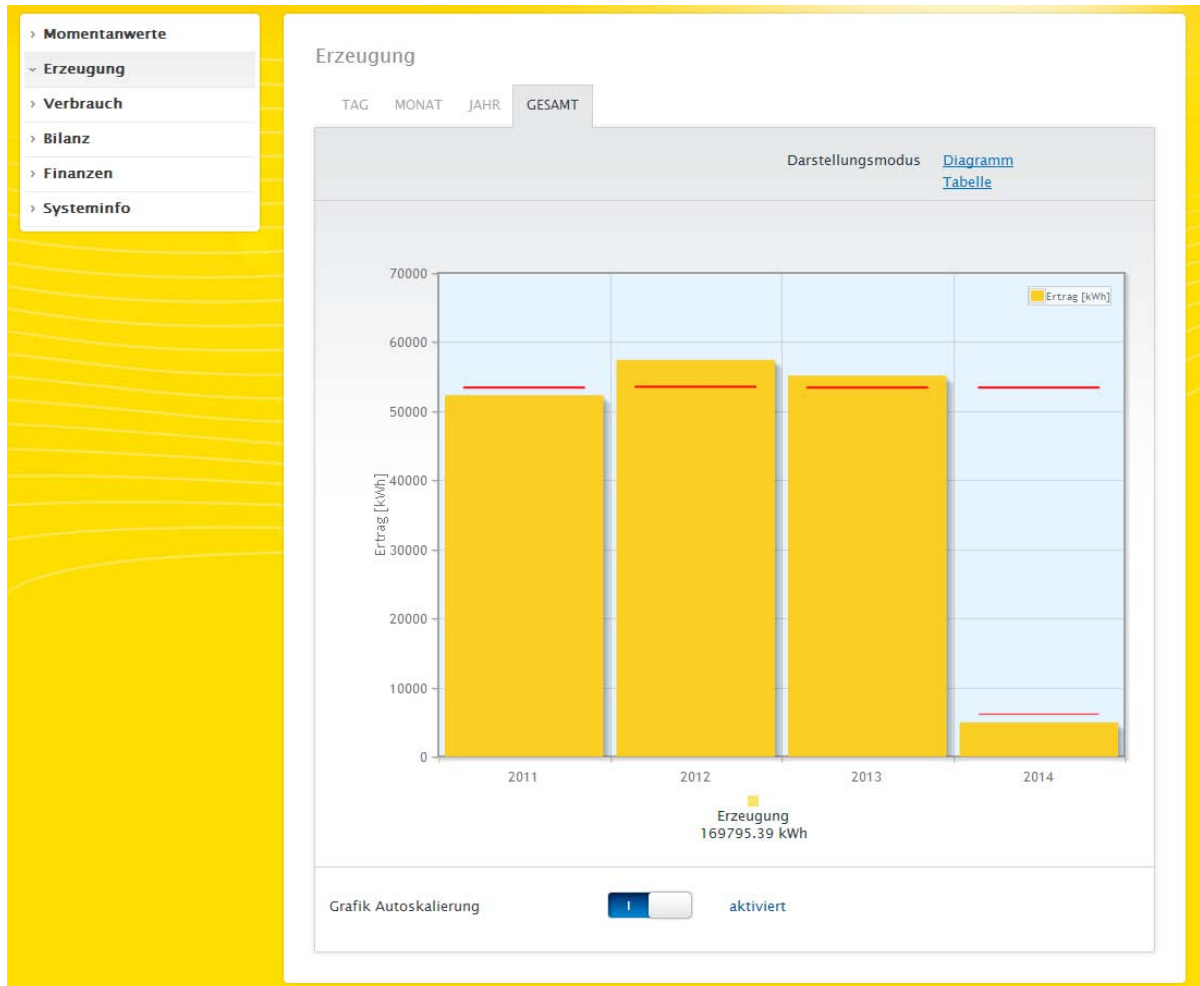 Momentanwerte
Erzeugung
Verbrauch
Bilanz
Finanzen
Systeminfo
Erzeugung
TAG MONAT JAHR GESAMT
Darstellungsmodus Diagramm
Tabelle
Ertrag [kWh]
70000
60000
50000
40000
30000
20000
10000
0
Ertrag [kWh]
2011 2012 2013 2014
Erzeugung
169795.39 kWh
Grafik Autoskalierung I aktiviert